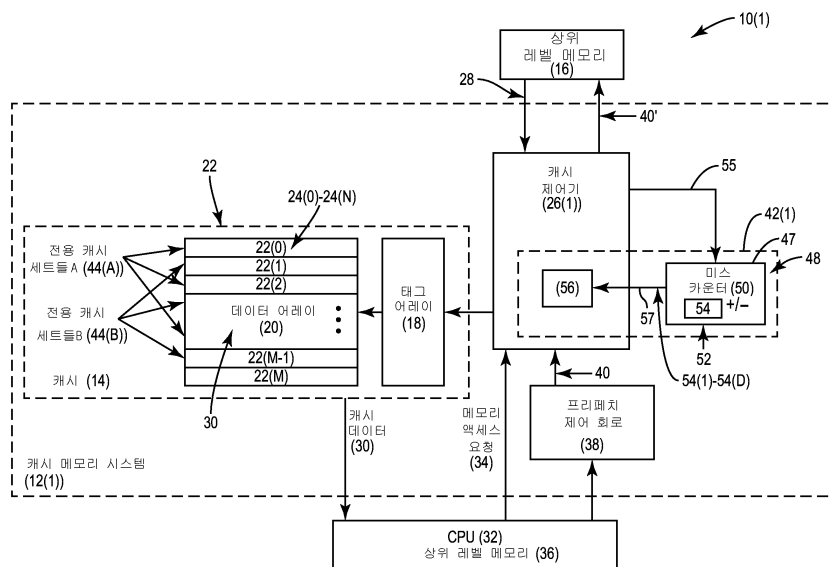 10(1)
상위
레벨 메모리
(16)
28
40'
캐시
제어기
(26(1))
55
22
24(0)-24(N)
42(1)
47
48
전용 캐시
세트들 A (44(A))
전용 캐시
세트들B (44(B))
22(0)
22(1)
22(2)
데이터 어레이
(20)
22(M-1)
22(M)
태그
어레이
(18)
(56)
미스
카운터 (50)
54
+/−
57
52
54(1)-54(D)
캐시 (14)
30
캐시
데이터
(30)
메모리
액세스
요청
(34)
40
프리페치
제어 회로
(38)
캐시 메모리 시스템
(12(1))
CPU (32)
상위 레벨 메모리 (36)